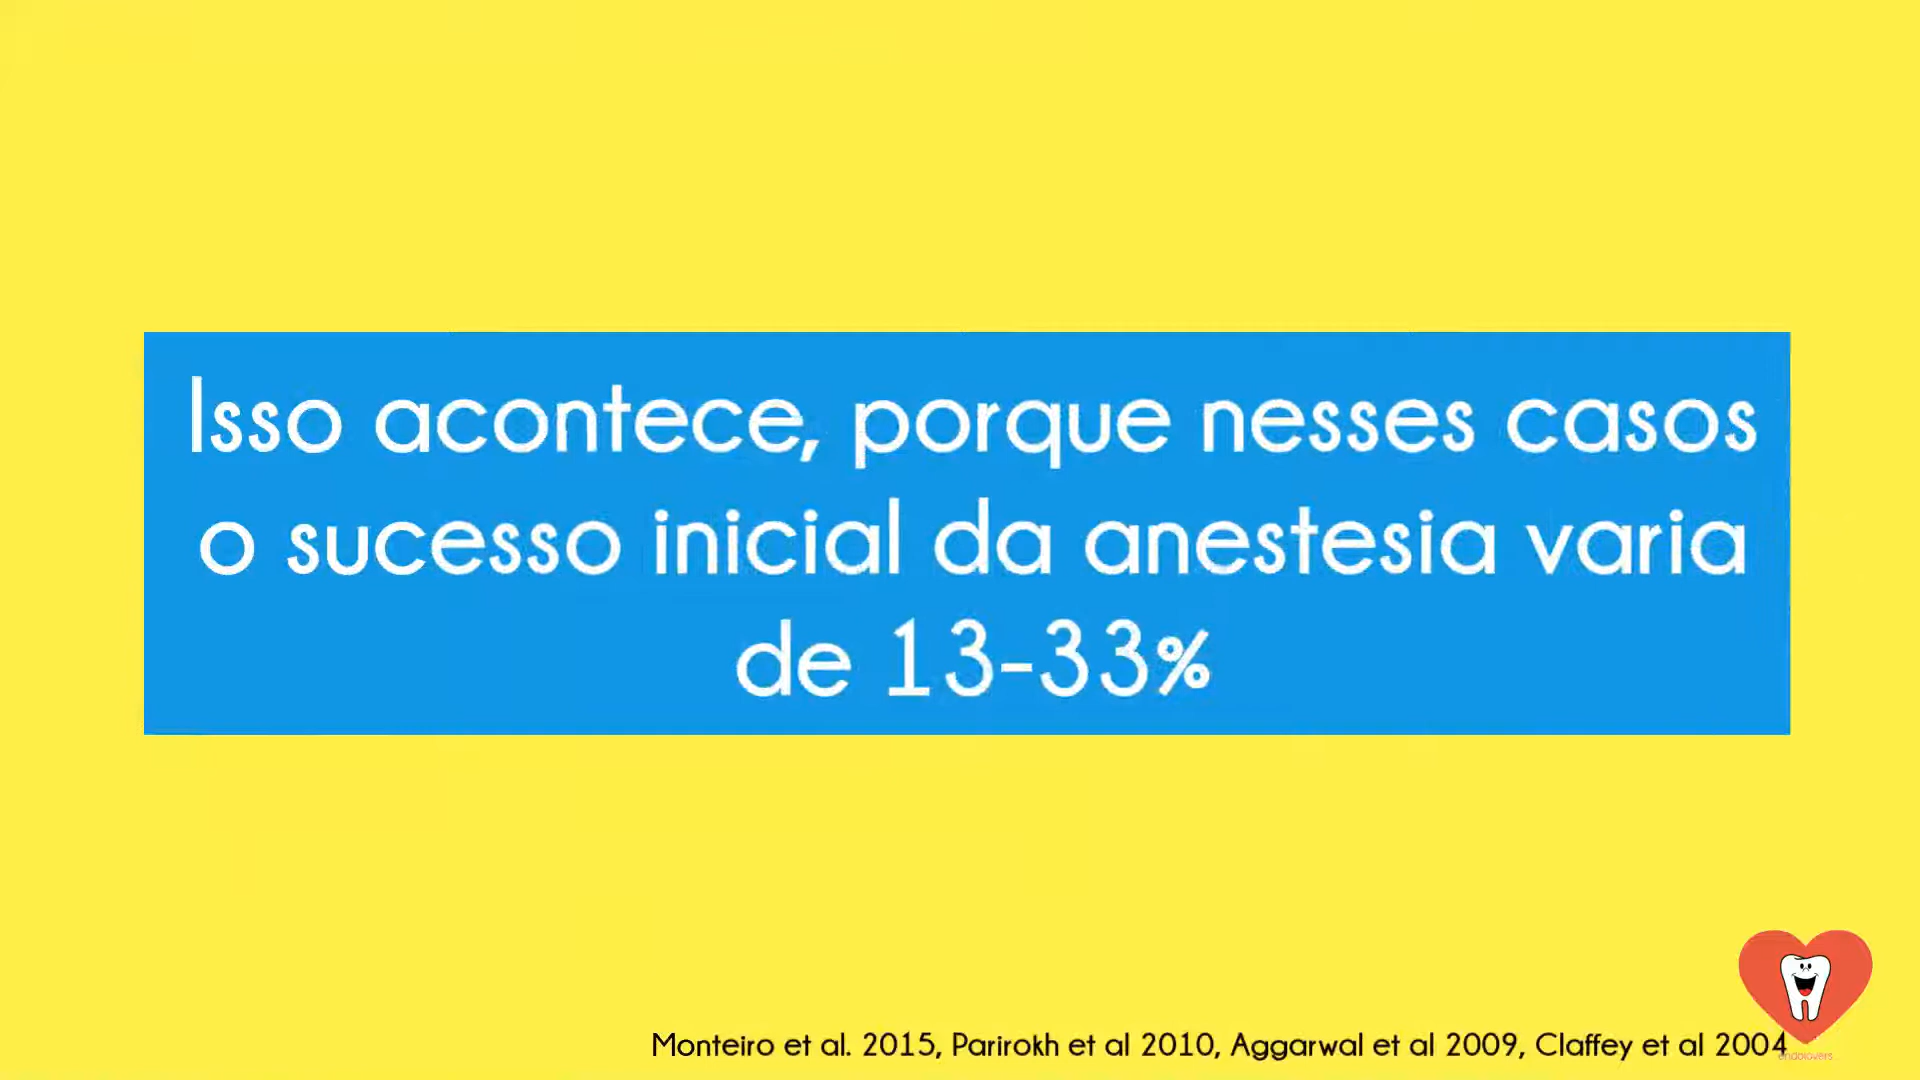 Isso acontece, porque nesses casos
o sucesso inicial da anestesia varia
de 13-33%
Monteiro et al. 2015, Parirokh et al 2010, Aggarwal et al 2009, Claffey et al 2004
endolovers